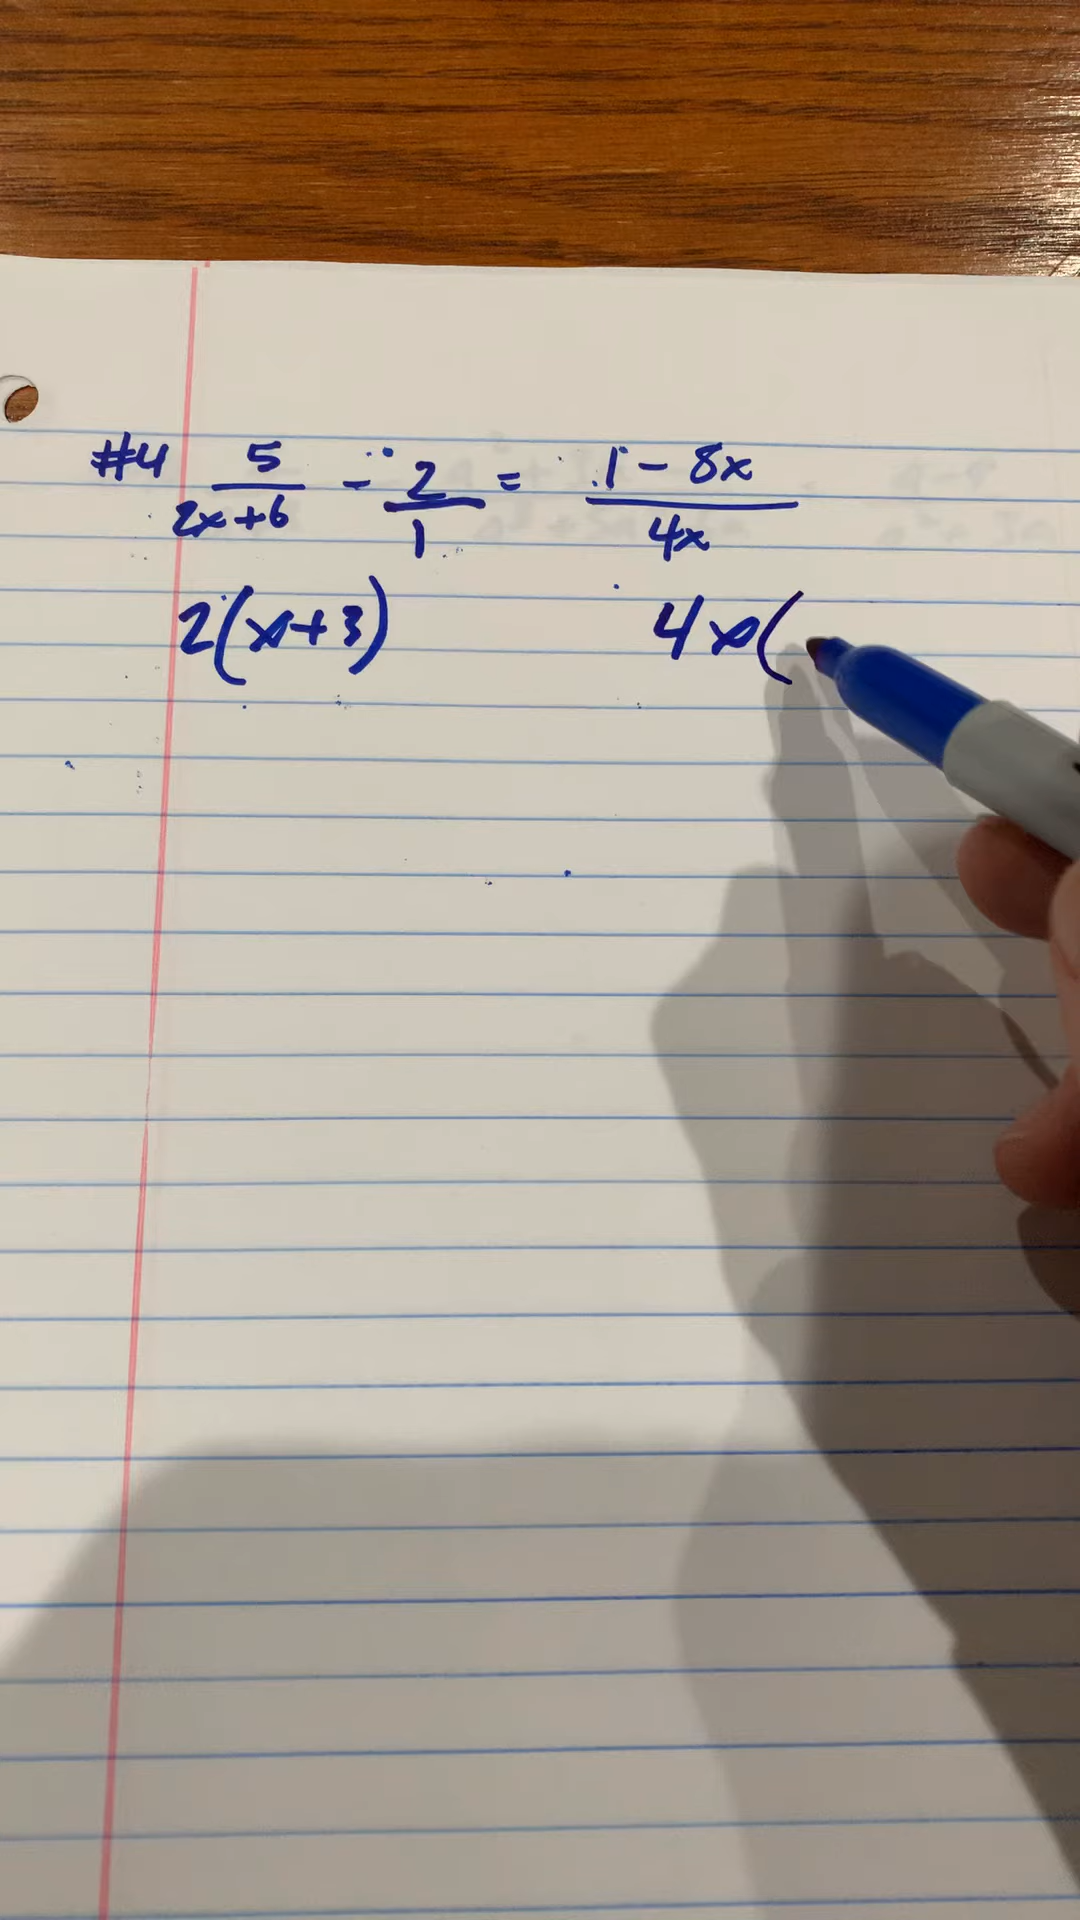 #4 5/(2x+6) - 2/1 = (1 - 8x)/(4x)
2(x+3) 4x(